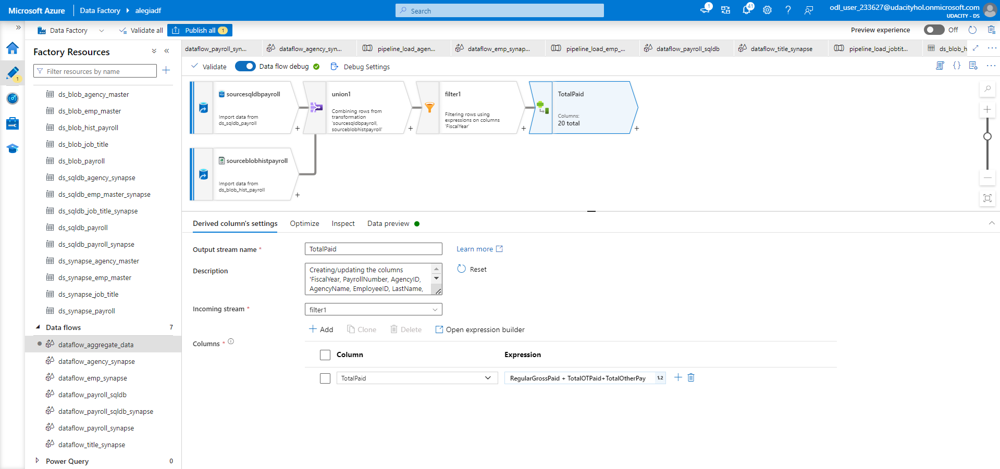 Microsoft Azure
Data Factory
alegiadf
Search
1
41
odl_user_233627@udacityhol.onmicrosoft.com
UDACITY - DS
Data Factory
Validate all
Publish all
1
Preview experience
Off
Factory Resources
Filter resources by name
1
ds_blob_agency_master
ds_blob_emp_master
ds_blob_hist_payroll
ds_blob_job_title
ds_blob_payroll
ds_sqldb_agency_synapse
ds_sqldb_emp_master_synapse
ds_sqldb_job_title_synapse
ds_sqldb_payroll
ds_sqldb_payroll_synapse
ds_synapse_agency_master
ds_synapse_emp_master
ds_synapse_job_title
ds_synapse_payroll
Data flows
7
dataflow_aggregate_data
dataflow_agency_synapse
dataflow_emp_synapse
dataflow_payroll_sqldb
dataflow_payroll_sqldb_synapse
dataflow_payroll_synapse
dataflow_title_synapse
Power Query
0
dataflow_payroll_syn...
dataflow_agency_syn...
pipeline_load_agen...
dataflow_emp_synap...
pipeline_load_emp_...
dataflow_payroll_sqldb
dataflow_title_synapse
pipeline_load_jobtit...
ds_blob_h
Validate
Data flow debug
Debug Settings
sourcesqldbpayroll
Import data from
ds_sqldb_payroll
union1
Combining rows from
transformation
'sourcesqldbpayroll,
sourceblobhistpayroll'
filter1
Filtering rows using
expressions on columns
'FiscalYear'
TotalPaid
Columns:
20 total
sourceblobhistpayroll
Import data from
ds_blob_hist_payroll
Derived column's settings
Optimize
Inspect
Data preview
Output stream name *
TotalPaid
Learn more
Description
Creating/updating the columns
'FiscalYear, PayrollNumber, AgencyID,
AgencyName, EmployeeID, LastName,
Reset
Incoming stream *
filter1
Add
Clone
Delete
Open expression builder
Columns *
Column
Expression
TotalPaid
RegularGrossPaid + TotalOTPaid+TotalOtherPay
1.2